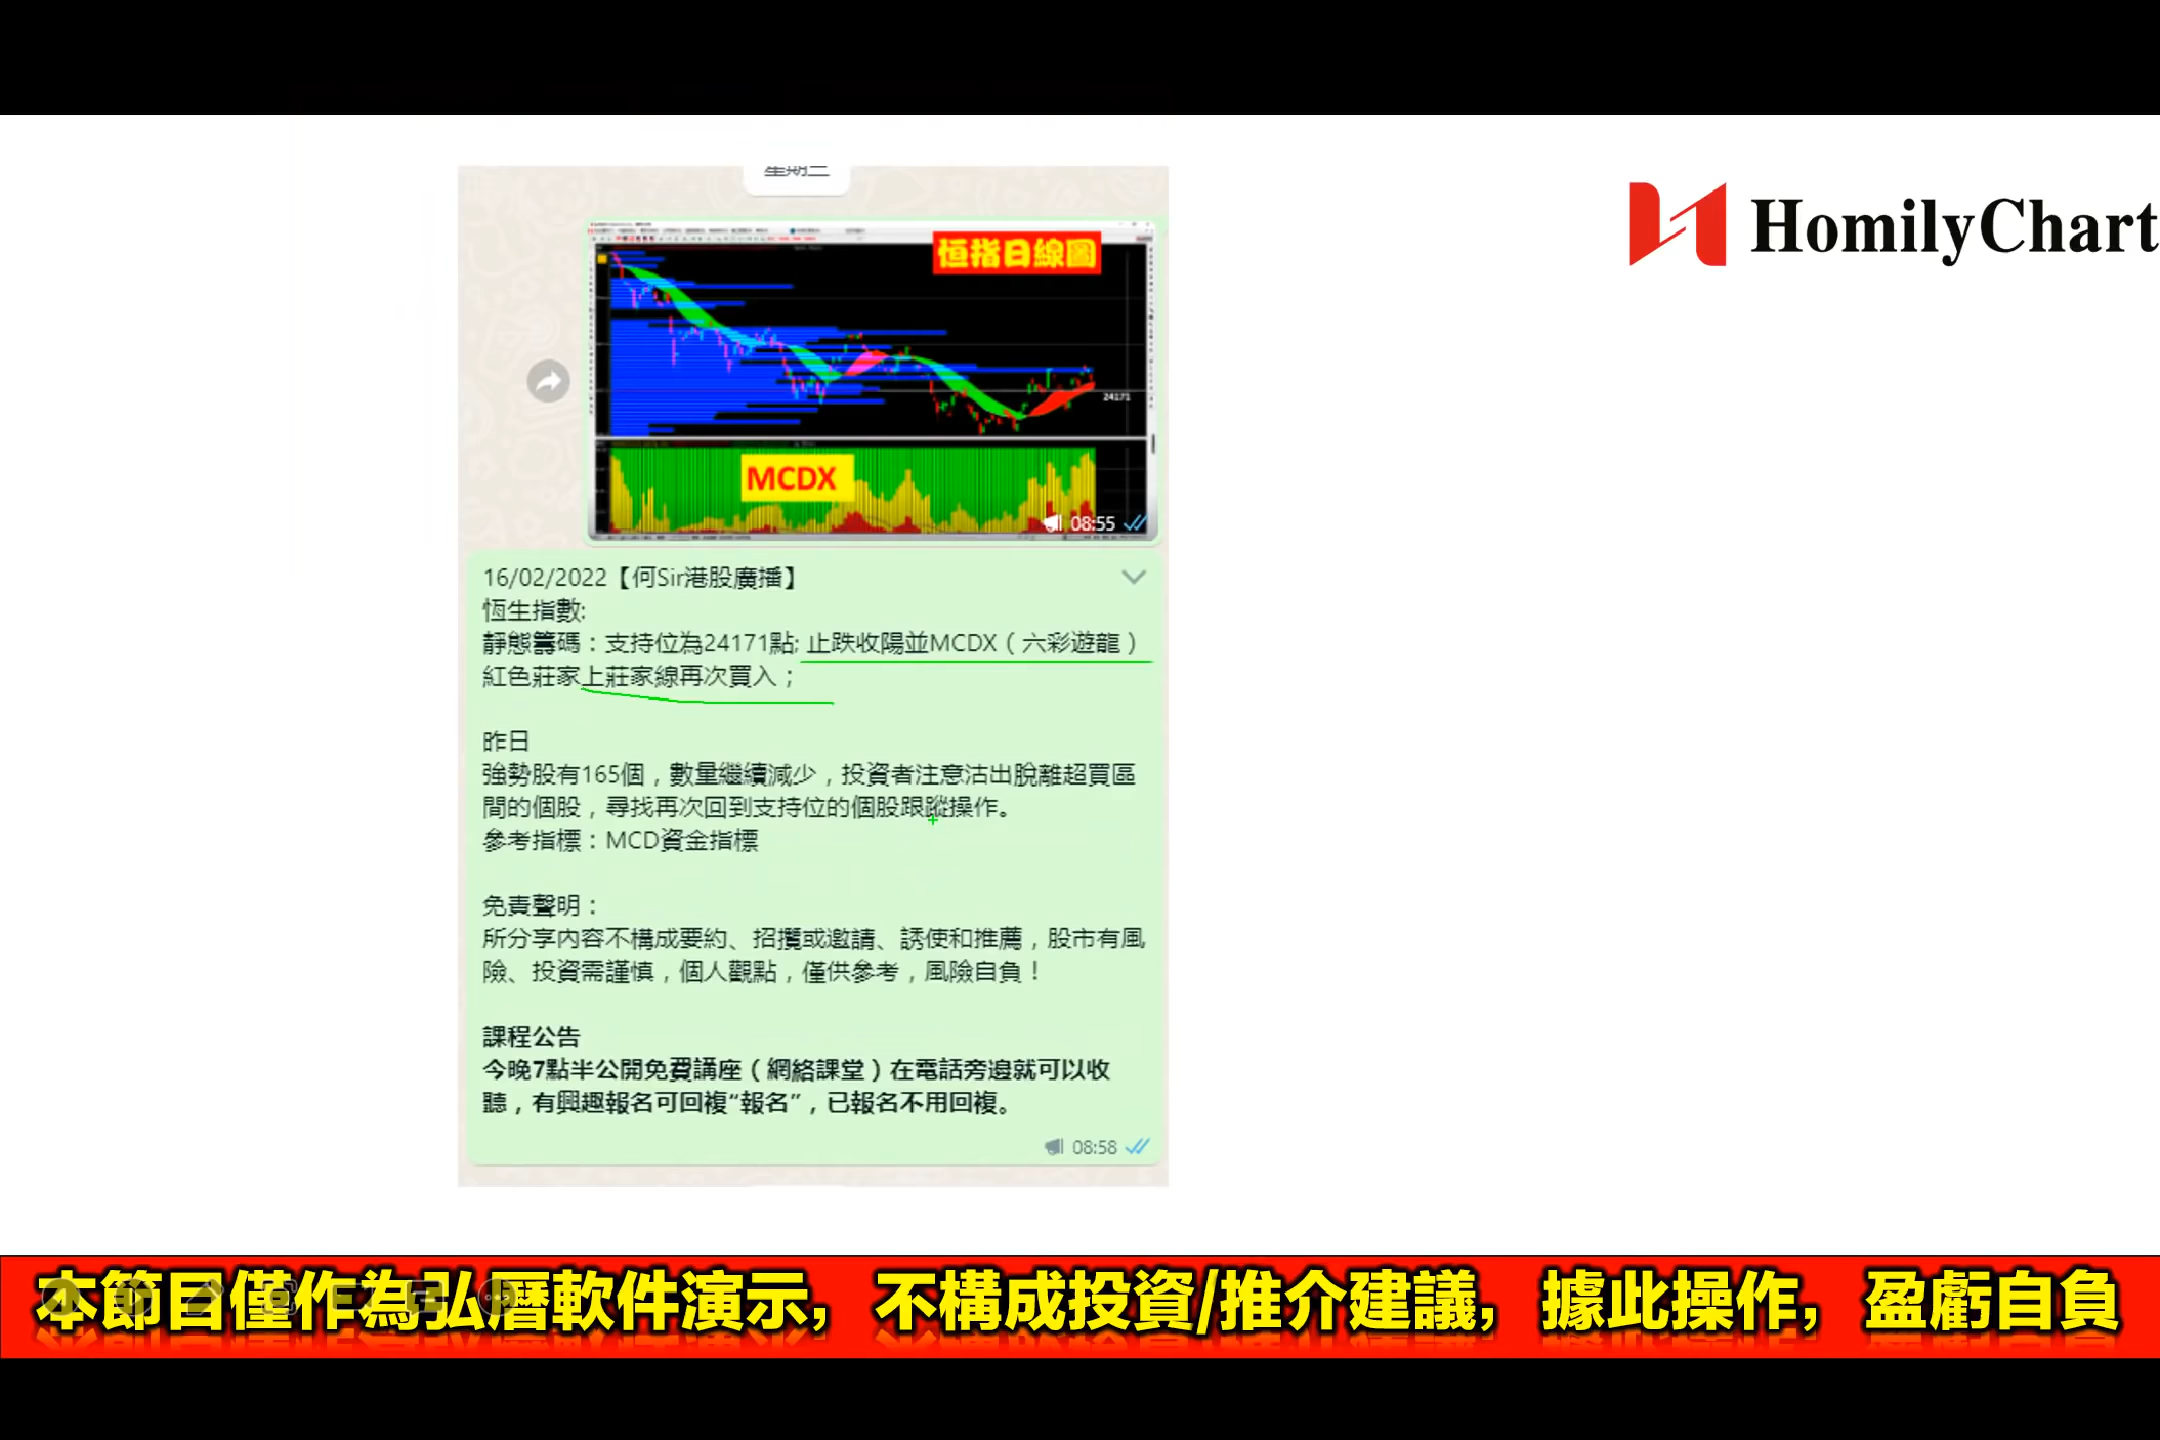 星期三
HomilyChart
恒指日線圖
24171
MCDX
08:55
16/02/2022【何Sir港股廣播】
恆生指數:
靜態籌碼：支持位為24171點; 止跌收陽並MCDX（六彩遊龍）
紅色莊家上莊家線再次買入；
昨日
強勢股有165個，數量繼續減少，投資者注意沽出脫離超買區
間的個股，尋找再次回到支持位的個股跟蹤操作。
參考指標：MCD資金指標
免責聲明：
所分享內容不構成要約、招攬或邀請、誘使和推薦，股市有風
險、投資需謹慎，個人觀點，僅供參考，風險自負！
課程公告
今晚7點半公開免費講座（網絡課堂）在電話旁邊就可以收
聽，有興趣報名可回複“報名”，已報名不用回複。
08:58
本節目僅作為弘曆軟件演示，不構成投資/推介建議，據此操作，盈虧自負